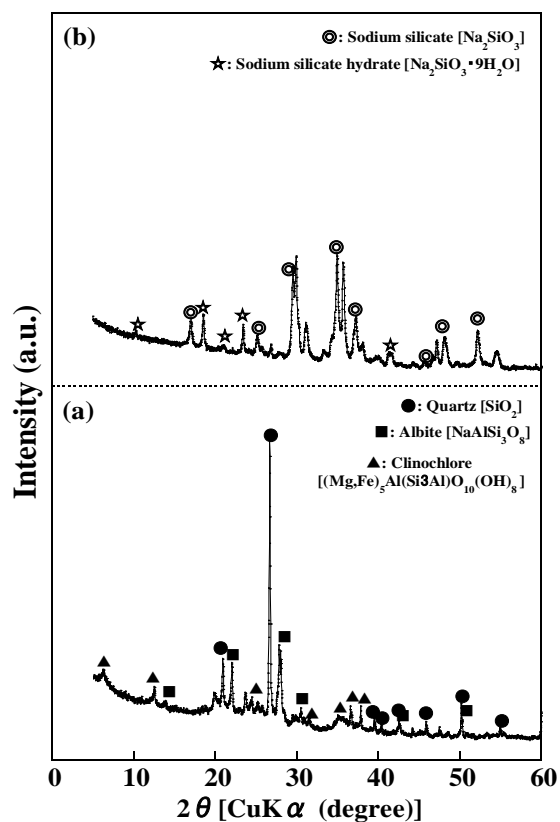 (b)
◎: Sodium silicate [Na₂SiO₃]
☆: Sodium silicate hydrate [Na₂SiO₃・9H₂O]
Intensity (a.u.)
(a)
●: Quartz [SiO₂]
■: Albite [NaAlSi₃O₈]
▲: Clinochlore
[(Mg,Fe)₅Al(Si3Al)O₁₀(OH)₈]
0 10 20 30 40 50 60
2θ [CuKα (degree)]